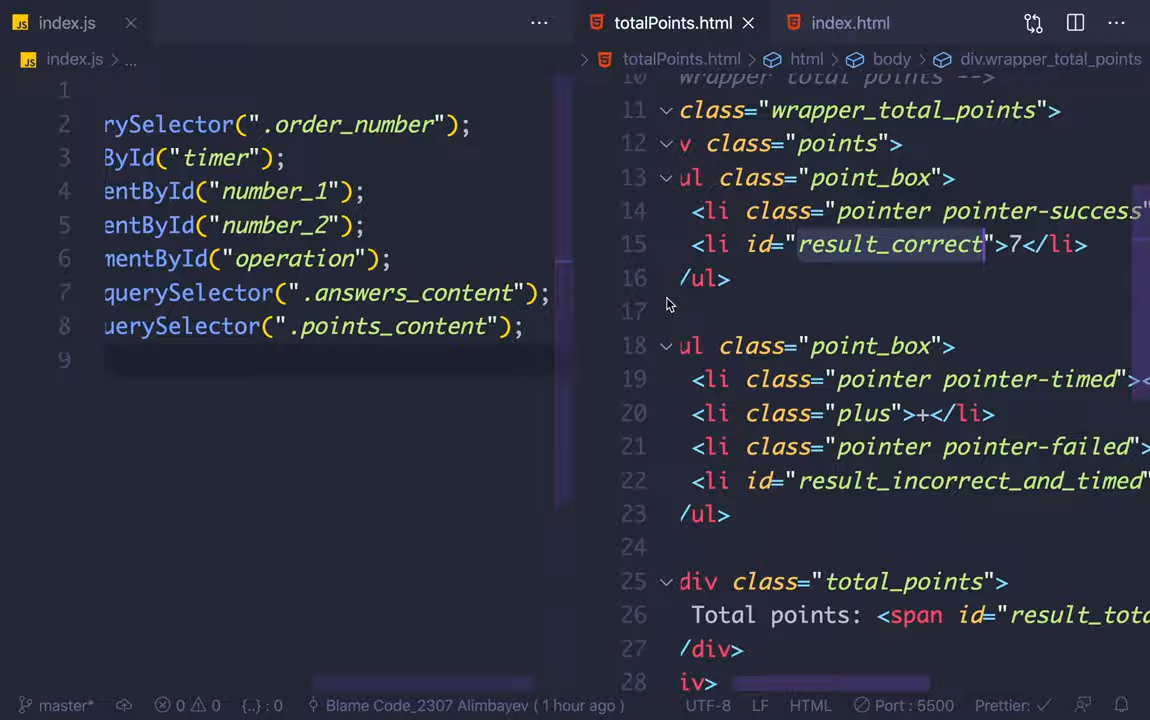 JS index.js × ...
JS index.js > ...
1
2 rySelector(".order_number");
3 ById("timer");
4 entById("number_1");
5 entById("number_2");
6 mentById("operation");
7 querySelector(".answers_content");
8 uerySelector(".points_content");
9
totalPoints.html × index.html ...
> totalPoints.html > html > body > div.wrapper_total_points
10 Wrapper total points -->
11 class="wrapper_total_points">
12 v class="points">
13 ul class="point_box">
14 <li class="pointer pointer-success"
15 <li id="result_correct">7</li>
16 /ul>
17
18 ul class="point_box">
19 <li class="pointer pointer-timed"><
20 <li class="plus">+</li>
21 <li class="pointer pointer-failed">
22 <li id="result_incorrect_and_timed"
23 /ul>
24
25 div class="total_points">
26 Total points: <span id="result_tota
27 /div>
28 iv>
master* 0 0 {..} : 0 Blame Code_2307 Alimbayev ( 1 hour ago ) UTF-8 LF HTML Port : 5500 Prettier: ✓